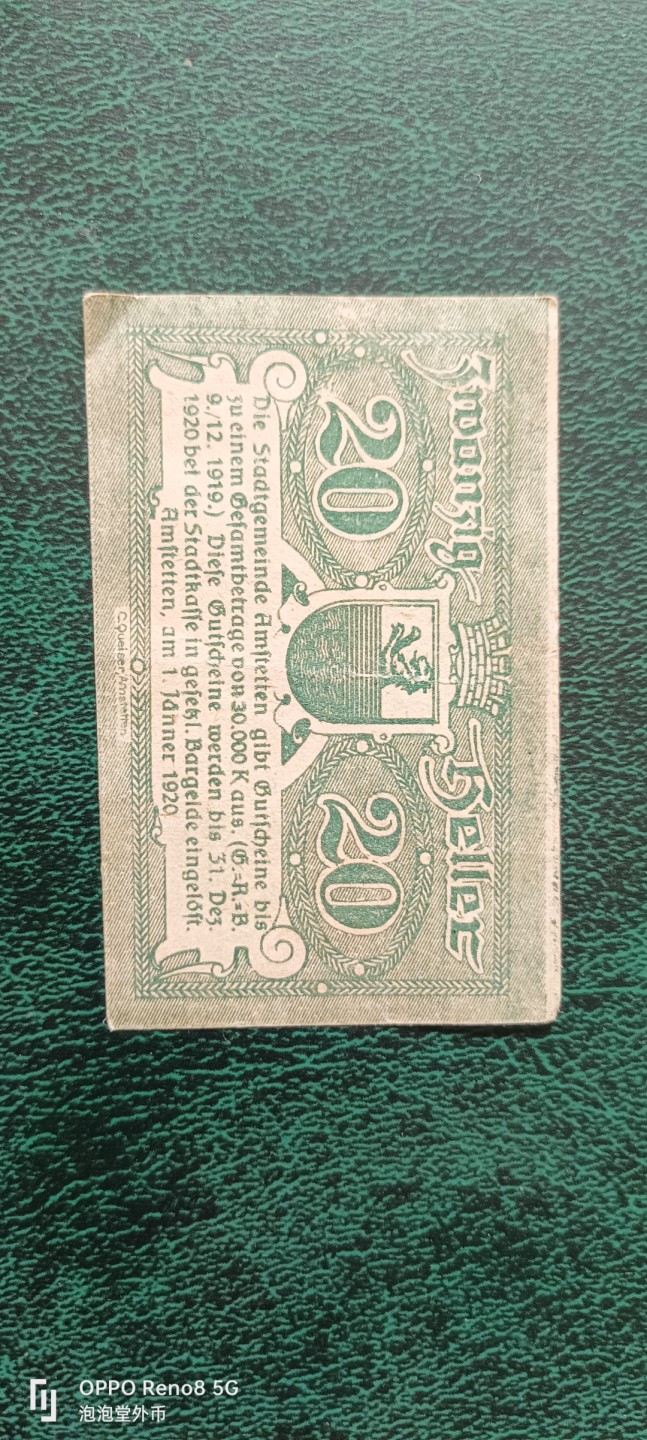 Zwanzig Heller
20 20
Die Stadtgemeinde Amstetten gibt Gutscheine bis
zu einem Gesamtbetrage von 30.000 K aus. (G.=R.=B.
9./12. 1919.) Diese Gutscheine werden bis 31. Dez.
1920 bei der Stadtkasse in gesetzl. Bargelde eingelöst.
Amstetten, am 1. Jänner 1920.
C. Queiser, Amstetten.
OPPO Reno8 5G
泡泡堂外币